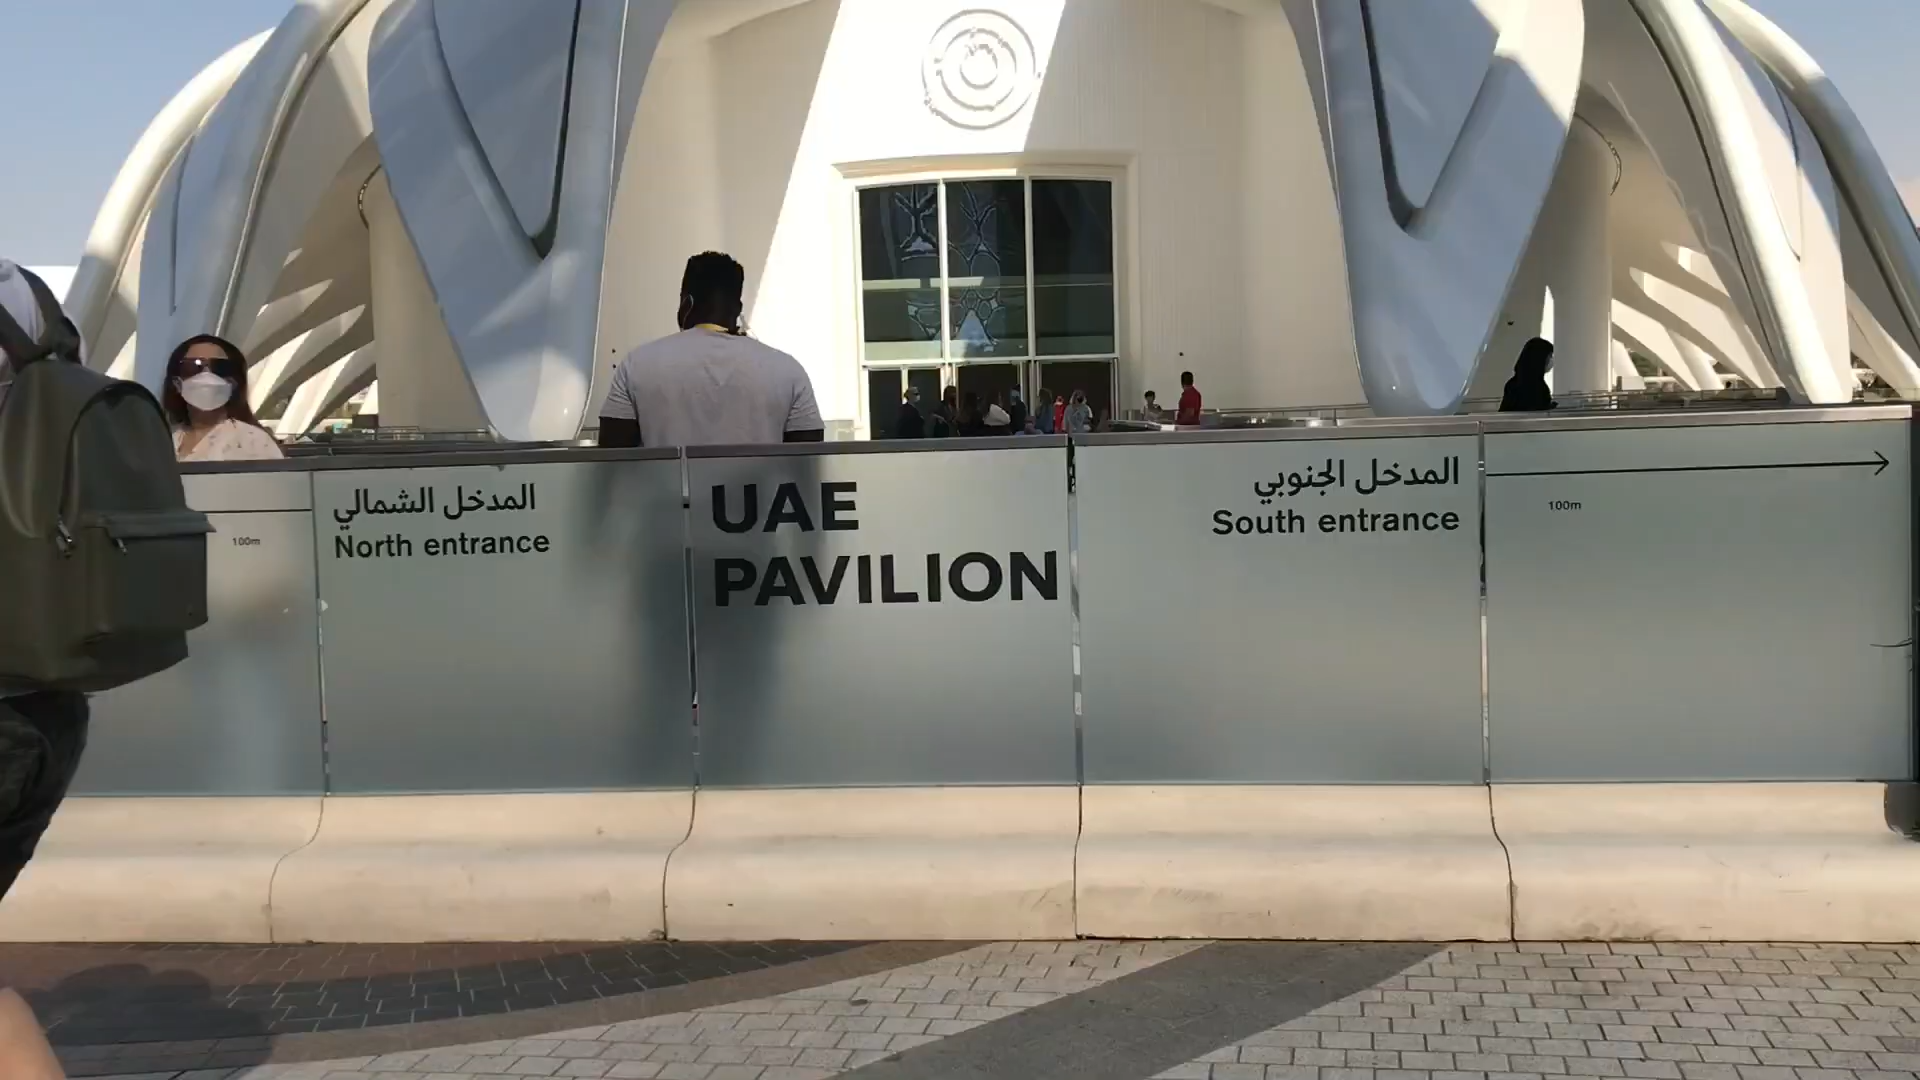 المدخل الشمالي
North entrance
100m
UAE
PAVILION
المدخل الجنوبي
South entrance
100m